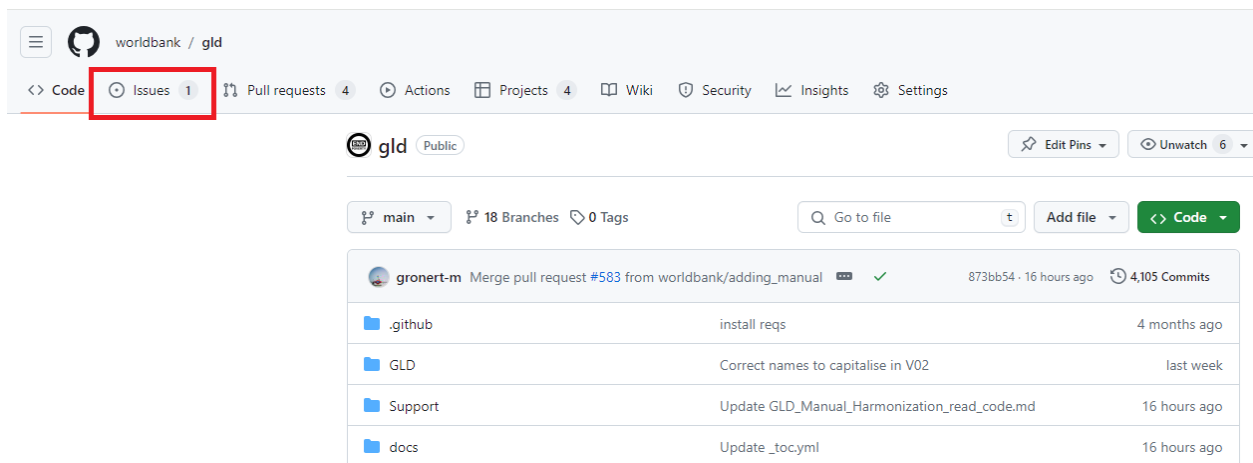 worldbank / gld
Code Issues 1 Pull requests 4 Actions Projects 4 Wiki Security Insights Settings
gld Public Edit Pins Unwatch 6
main 18 Branches 0 Tags Go to file t Add file Code
gronert-m Merge pull request #583 from worldbank/adding_manual 873bb54 · 16 hours ago 4,105 Commits
.github install reqs 4 months ago
GLD Correct names to capitalise in V02 last week
Support Update GLD_Manual_Harmonization_read_code.md 16 hours ago
docs Update _toc.yml 16 hours ago